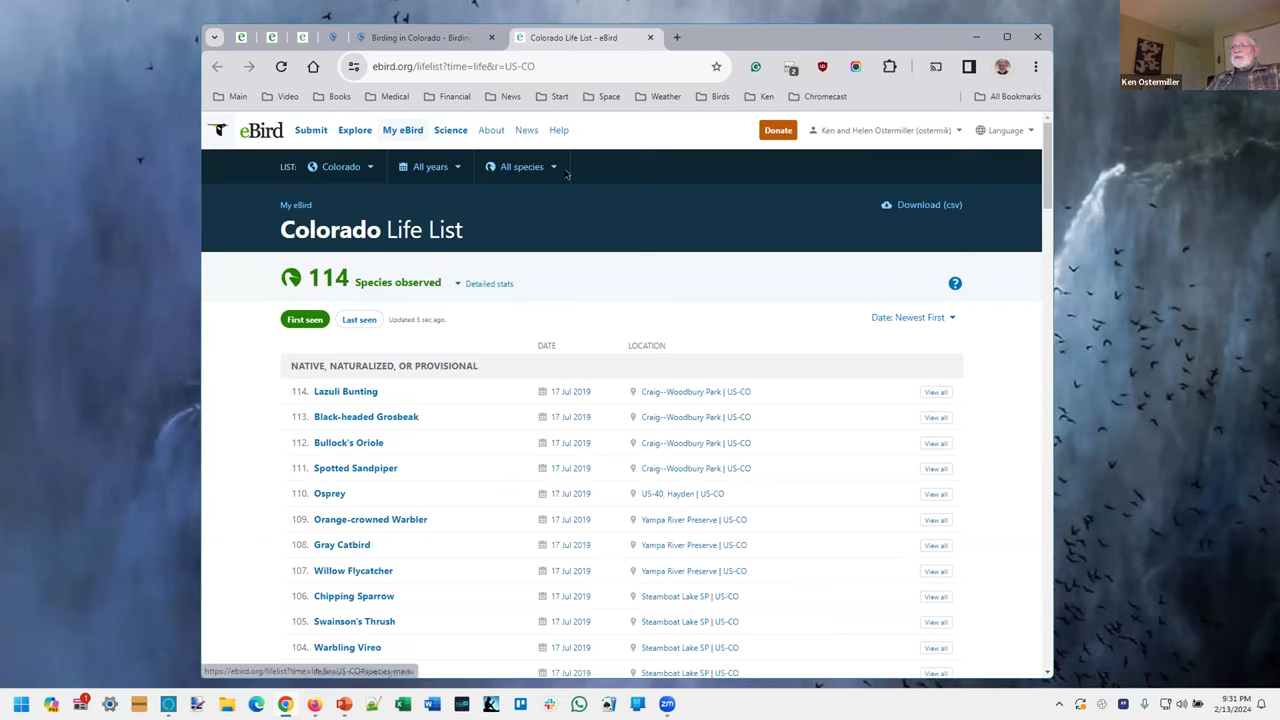 Birding in Colorado - Birding
Colorado Life List - eBird
ebird.org/lifelist?time=life&r=US-CO
Main
Video
Books
Medical
Financial
News
Start
Space
Weather
Birds
Ken
Chromecast
All Bookmarks
eBird Submit Explore My eBird Science About News Help
Donate
Ken and Helen Ostermiller (ostermik)
Language
LIST: Colorado All years All species
My eBird
Download (csv)
Colorado Life List
114 Species observed Detailed stats
?
First seen Last seen Updated 5 sec ago.
Date: Newest First
DATE LOCATION
NATIVE, NATURALIZED, OR PROVISIONAL
114. Lazuli Bunting 17 Jul 2019 Craig--Woodbury Park | US-CO View all
113. Black-headed Grosbeak 17 Jul 2019 Craig--Woodbury Park | US-CO View all
112. Bullock's Oriole 17 Jul 2019 Craig--Woodbury Park | US-CO View all
111. Spotted Sandpiper 17 Jul 2019 Craig--Woodbury Park | US-CO View all
110. Osprey 17 Jul 2019 US-40, Hayden | US-CO View all
109. Orange-crowned Warbler 17 Jul 2019 Yampa River Preserve | US-CO View all
108. Gray Catbird 17 Jul 2019 Yampa River Preserve | US-CO View all
107. Willow Flycatcher 17 Jul 2019 Yampa River Preserve | US-CO View all
106. Chipping Sparrow 17 Jul 2019 Steamboat Lake SP | US-CO View all
105. Swainson's Thrush 17 Jul 2019 Steamboat Lake SP | US-CO View all
104. Warbling Vireo 17 Jul 2019 Steamboat Lake SP | US-CO View all
17 Jul 2019 Steamboat Lake SP | US-CO View all
https://ebird.org/lifelist?time=life&r=US-CO#species-menu
Ken Ostermiller
9:31 PM
2/13/2024